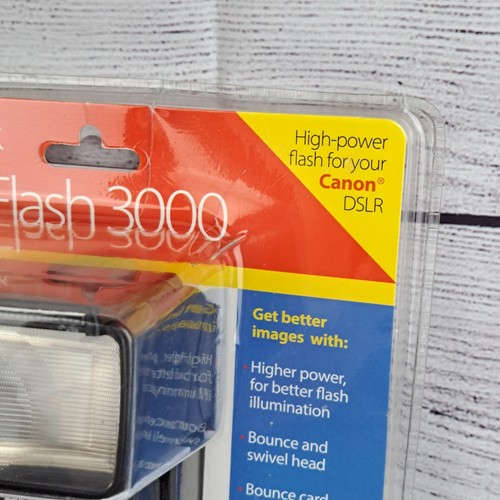 High-power
flash for your
Canon®
DSLR
Flash 3000
Get better
images with:
Higher power,
for better flash
illumination
Bounce and
swivel head
Bounce card